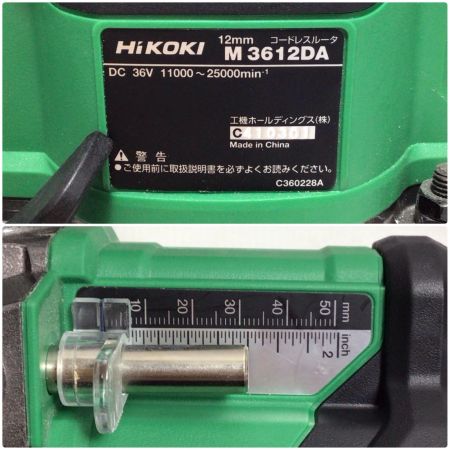 12mm コードレスルータ
HiKOKI M 3612DA
DC 36V 11000～25000min⁻¹
工機ホールディングス(株)
C110301
Made in China
⚠ 警告
●ご使用前に取扱説明書を必ずよくお読みください。
C360228A
10 20 30 40 50 mm
1 2 inch